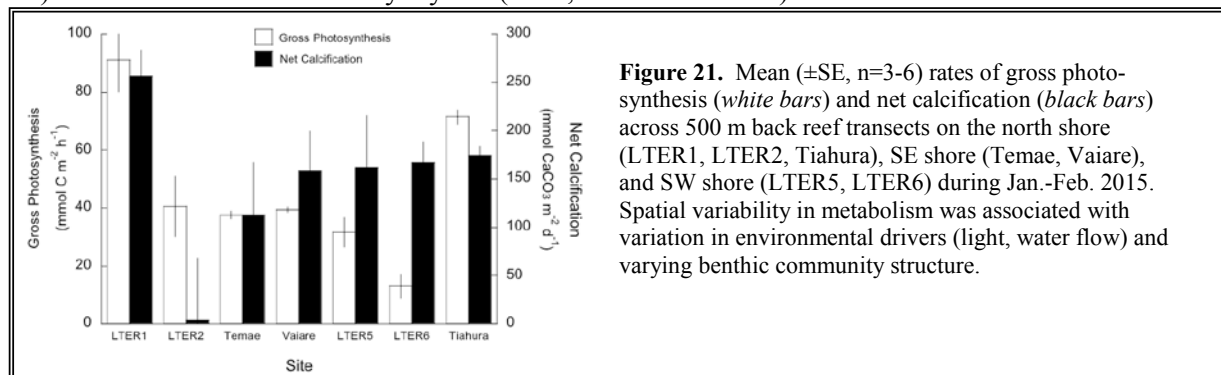 Gross Photosynthesis
Net Calcification
100
80
60
40
20
0
Gross Photosynthesis
(mmol C m⁻² h⁻¹)
300
250
200
150
100
50
0
Net Calcification
(mmol CaCO₃ m⁻² d⁻¹)
LTER1 LTER2 Temae Vaiare LTER5 LTER6 Tiahura
Site
Figure 21. Mean (±SE, n=3-6) rates of gross photo-
synthesis (white bars) and net calcification (black bars)
across 500 m back reef transects on the north shore
(LTER1, LTER2, Tiahura), SE shore (Temae, Vaiare),
and SW shore (LTER5, LTER6) during Jan.-Feb. 2015.
Spatial variability in metabolism was associated with
variation in environmental drivers (light, water flow) and
varying benthic community structure.